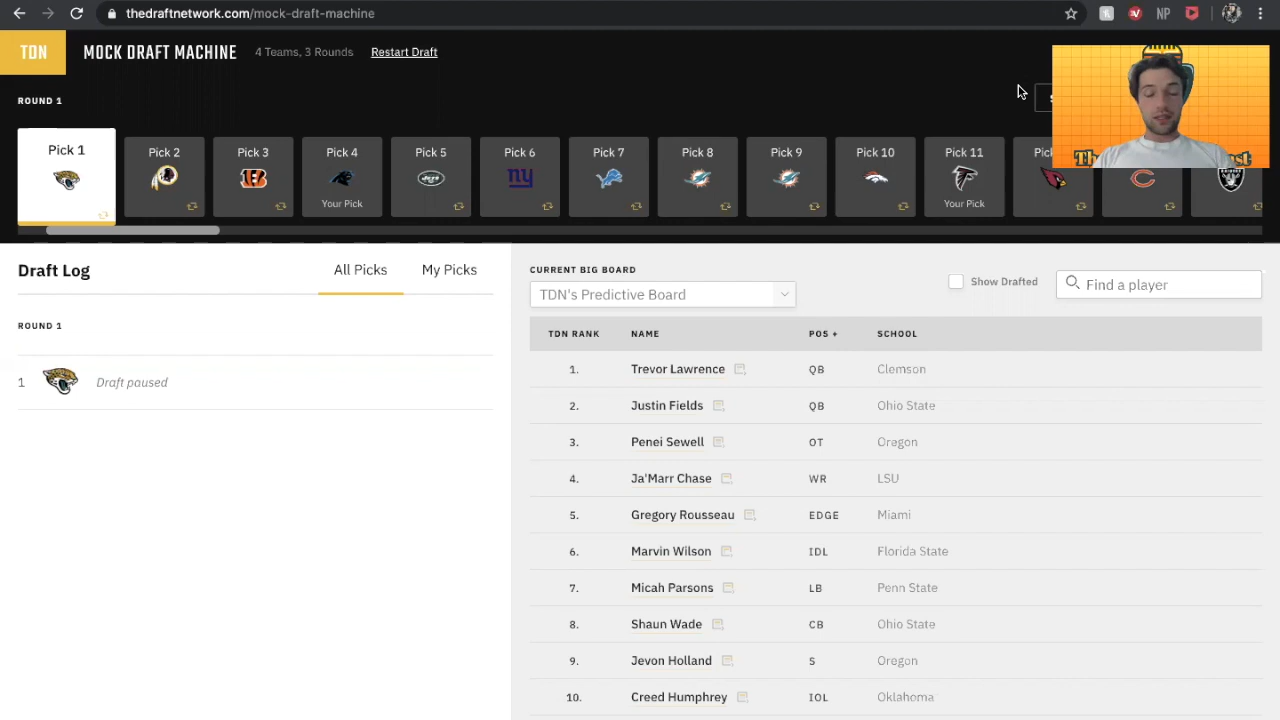 thedraftnetwork.com/mock-draft-machine
NP
TDN MOCK DRAFT MACHINE 4 Teams, 3 Rounds Restart Draft
ROUND 1
Pick 1 Pick 2 Pick 3 Pick 4 Pick 5 Pick 6 Pick 7 Pick 8 Pick 9 Pick 10 Pick 11
JETS ny
Your Pick Your Pick
Draft Log All Picks My Picks
CURRENT BIG BOARD
TDN's Predictive Board Show Drafted Find a player
ROUND 1
TDN RANK NAME POS + SCHOOL
1 Draft paused
1. Trevor Lawrence QB Clemson
2. Justin Fields QB Ohio State
3. Penei Sewell OT Oregon
4. Ja'Marr Chase WR LSU
5. Gregory Rousseau EDGE Miami
6. Marvin Wilson IDL Florida State
7. Micah Parsons LB Penn State
8. Shaun Wade CB Ohio State
9. Jevon Holland S Oregon
10. Creed Humphrey IOL Oklahoma